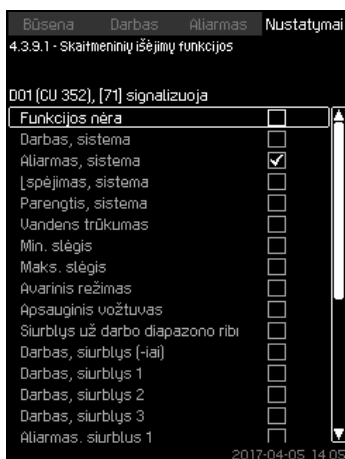 Būsena Darbas Aliarmas Nustatymai
4.3.9.1 - Skaitmeninių išėjimų funkcijos
DO1 (CU 352), [71] signalizuoja
Funkcijos nėra
Darbas, sistema
Aliarmas, sistema
Įspėjimas, sistema
Parengtis, sistema
Vandens trūkumas
Min. slėgis
Maks. slėgis
Avarinis režimas
Apsauginis vožtuvas
Siurblys už darbo diapazono ribų
Darbas, siurblys (-iai)
Darbas, siurblys 1
Darbas, siurblys 2
Darbas, siurblys 3
Aliarmas, siurblys 1
2017-04-05 14:05